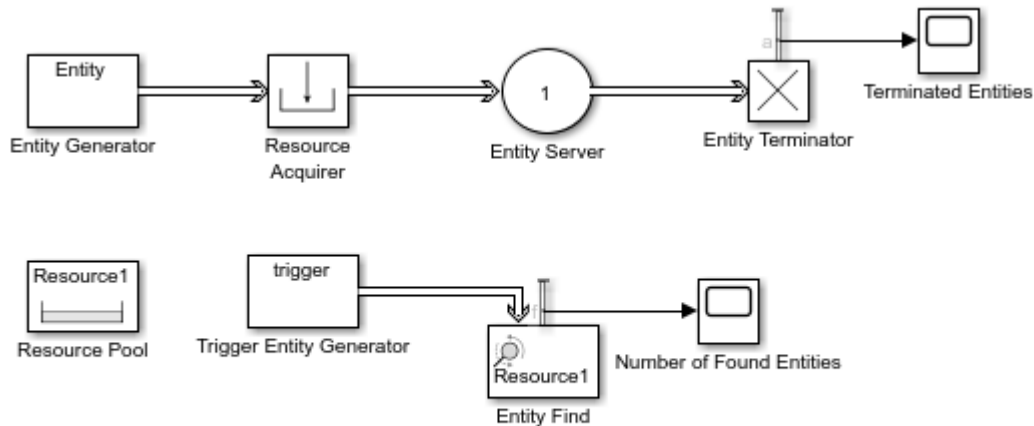 Entity
Entity Generator
Resource
Acquirer
1
Entity Server
a
Entity Terminator
Terminated Entities
Resource1
Resource Pool
trigger
Trigger Entity Generator
f
Resource1
Entity Find
Number of Found Entities